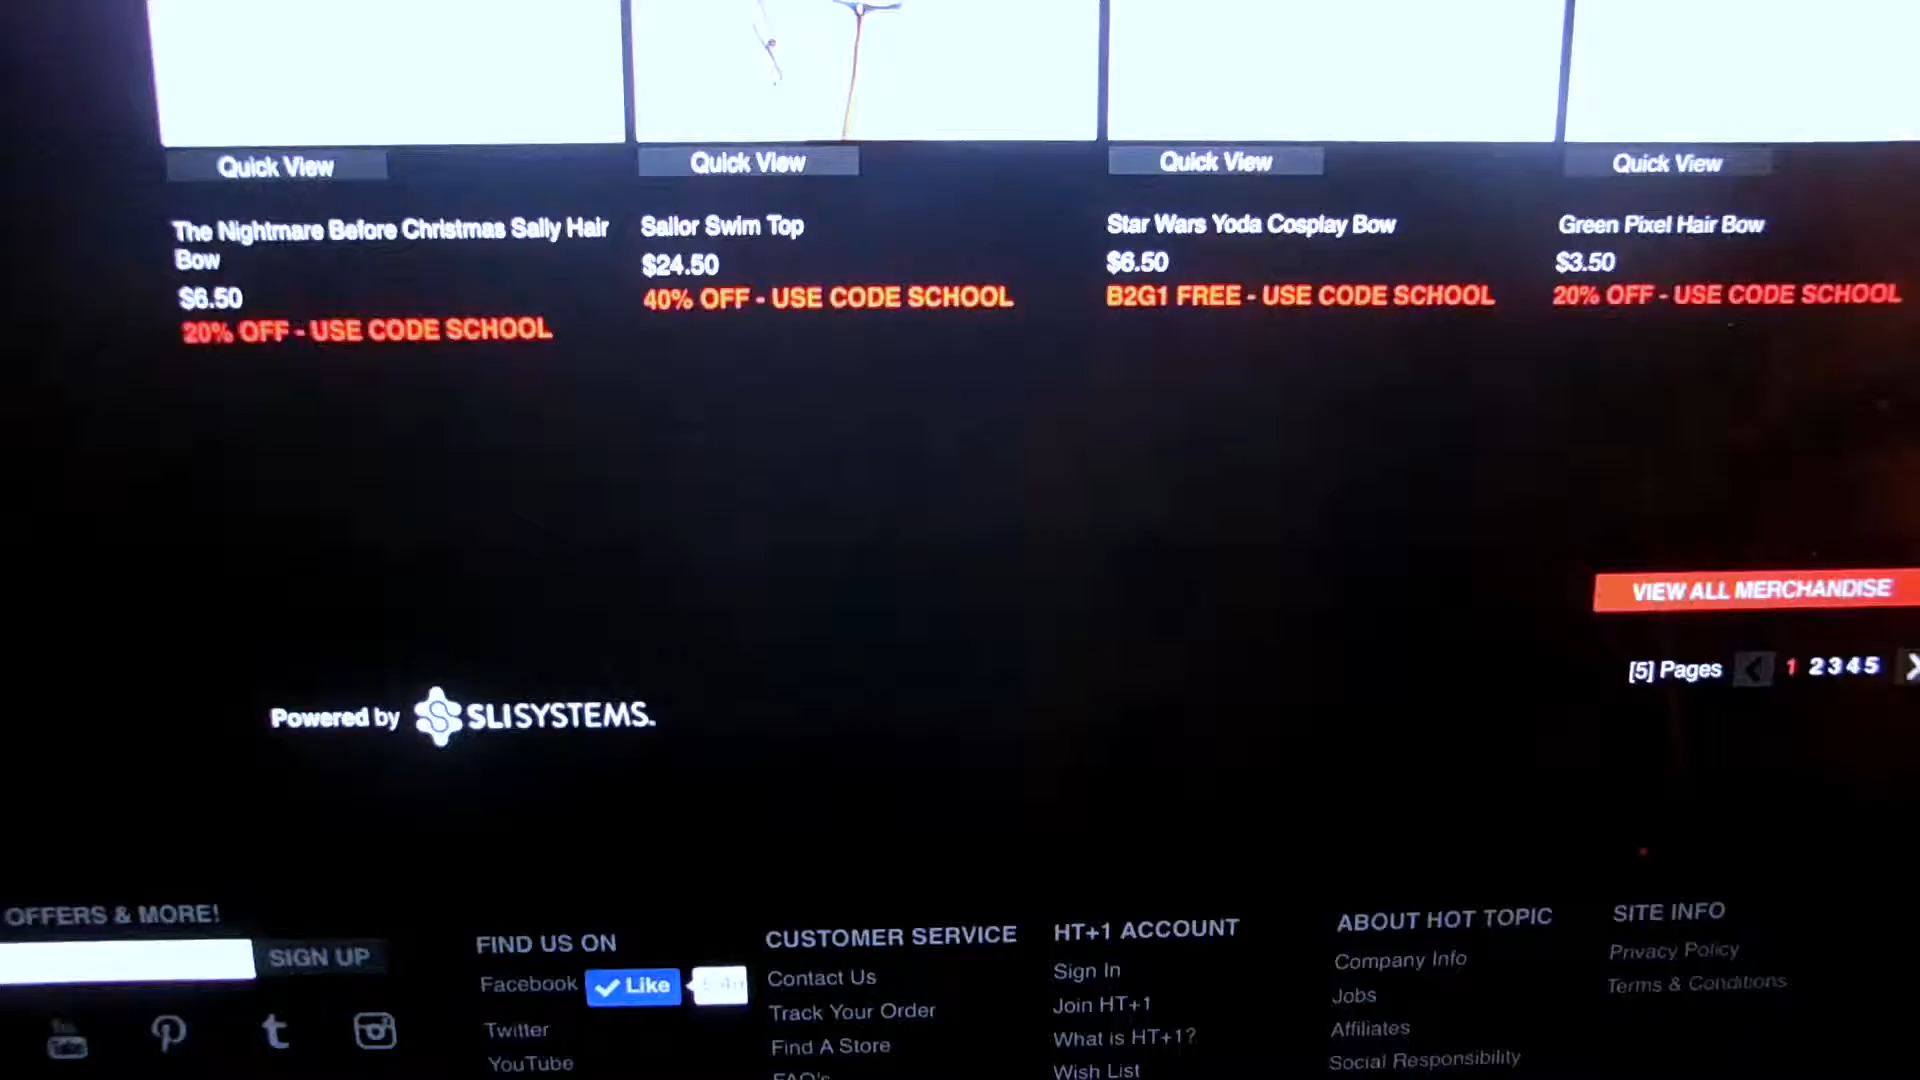 Quick View
Quick View
Quick View
Quick View
The Nightmare Before Christmas Sally Hair
Bow
$6.50
20% OFF - USE CODE SCHOOL
Sailor Swim Top
$24.50
40% OFF - USE CODE SCHOOL
Star Wars Yoda Cosplay Bow
$6.50
B2G1 FREE - USE CODE SCHOOL
Green Pixel Hair Bow
$3.50
20% OFF - USE CODE SCHOOL
VIEW ALL MERCHANDISE
[5] Pages 1 2 3 4 5
Powered by SLISYSTEMS.
OFFERS & MORE!
SIGN UP
You Tube
FIND US ON
Facebook Like
Twitter
YouTube
CUSTOMER SERVICE
Contact Us
Track Your Order
Find A Store
FAQ's
HT+1 ACCOUNT
Sign In
Join HT+1
What is HT+1?
Wish List
ABOUT HOT TOPIC
Company Info
Jobs
Affiliates
Social Responsibility
SITE INFO
Privacy Policy
Terms & Conditions